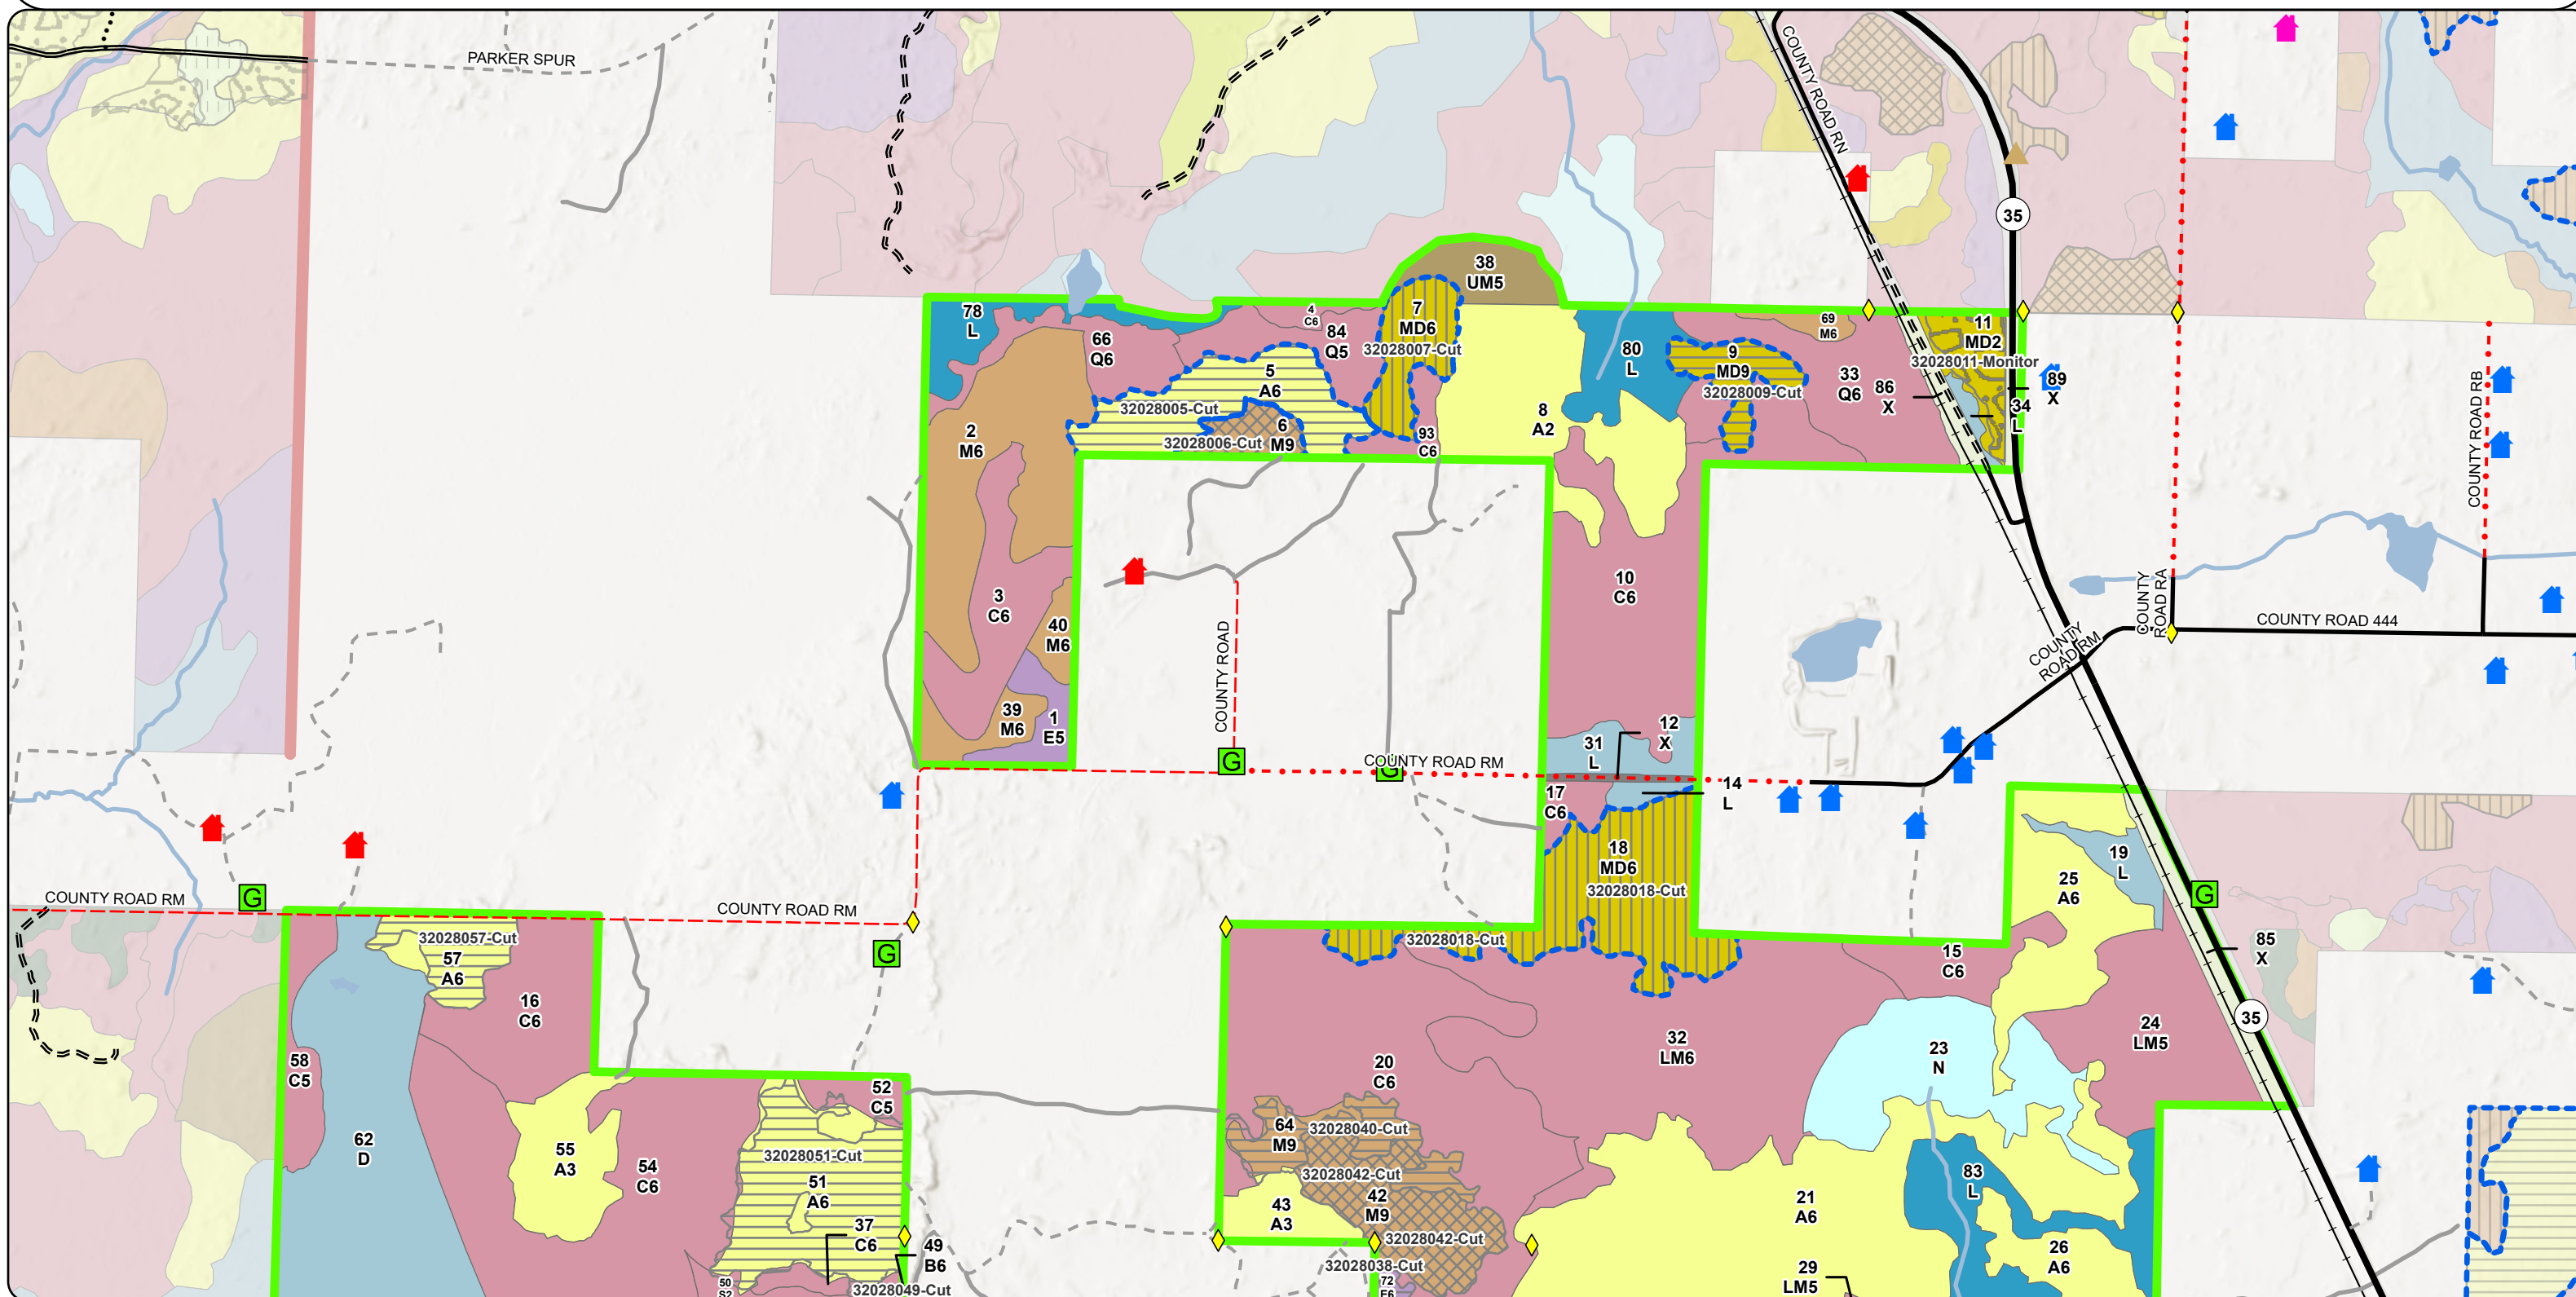 PARKER SPUR
COUNTY ROAD RN
35
38
UM5
78
L
4
C6
7
MD6
32028007-Cut
66
Q6
84
Q5
80
L
9
MD9
32028009-Cut
69
M6
11
MD2
32028011-Monitor
33
Q6
86
X
89
X
34
L
5
A6
32028005-Cut
6
M9
32028006-Cut
93
C6
8
A2
2
M6
COUNTY ROAD RB
3
C6
40
M6
10
C6
COUNTY ROAD
COUNTY
ROAD RA
COUNTY ROAD 444
COUNTY
ROAD RM
39
M6
1
E5
12
X
31
L
G
G
COUNTY ROAD RM
14
L
17
C6
18
MD6
32028018-Cut
19
L
25
A6
G
G
COUNTY ROAD RM
COUNTY ROAD RM
G
32028057-Cut
57
A6
32028018-Cut
15
C6
85
X
35
16
C6
58
C5
32
LM6
24
LM5
23
N
20
C6
52
C5
62
D
55
A3
54
C6
32028051-Cut
51
A6
64
M9
32028040-Cut
32028042-Cut
42
M9
43
A3
21
A6
83
L
37
C6
49
B6
32028042-Cut
26
A6
32028038-Cut
29
LM5
50
S2
32028049-Cut
72
E6